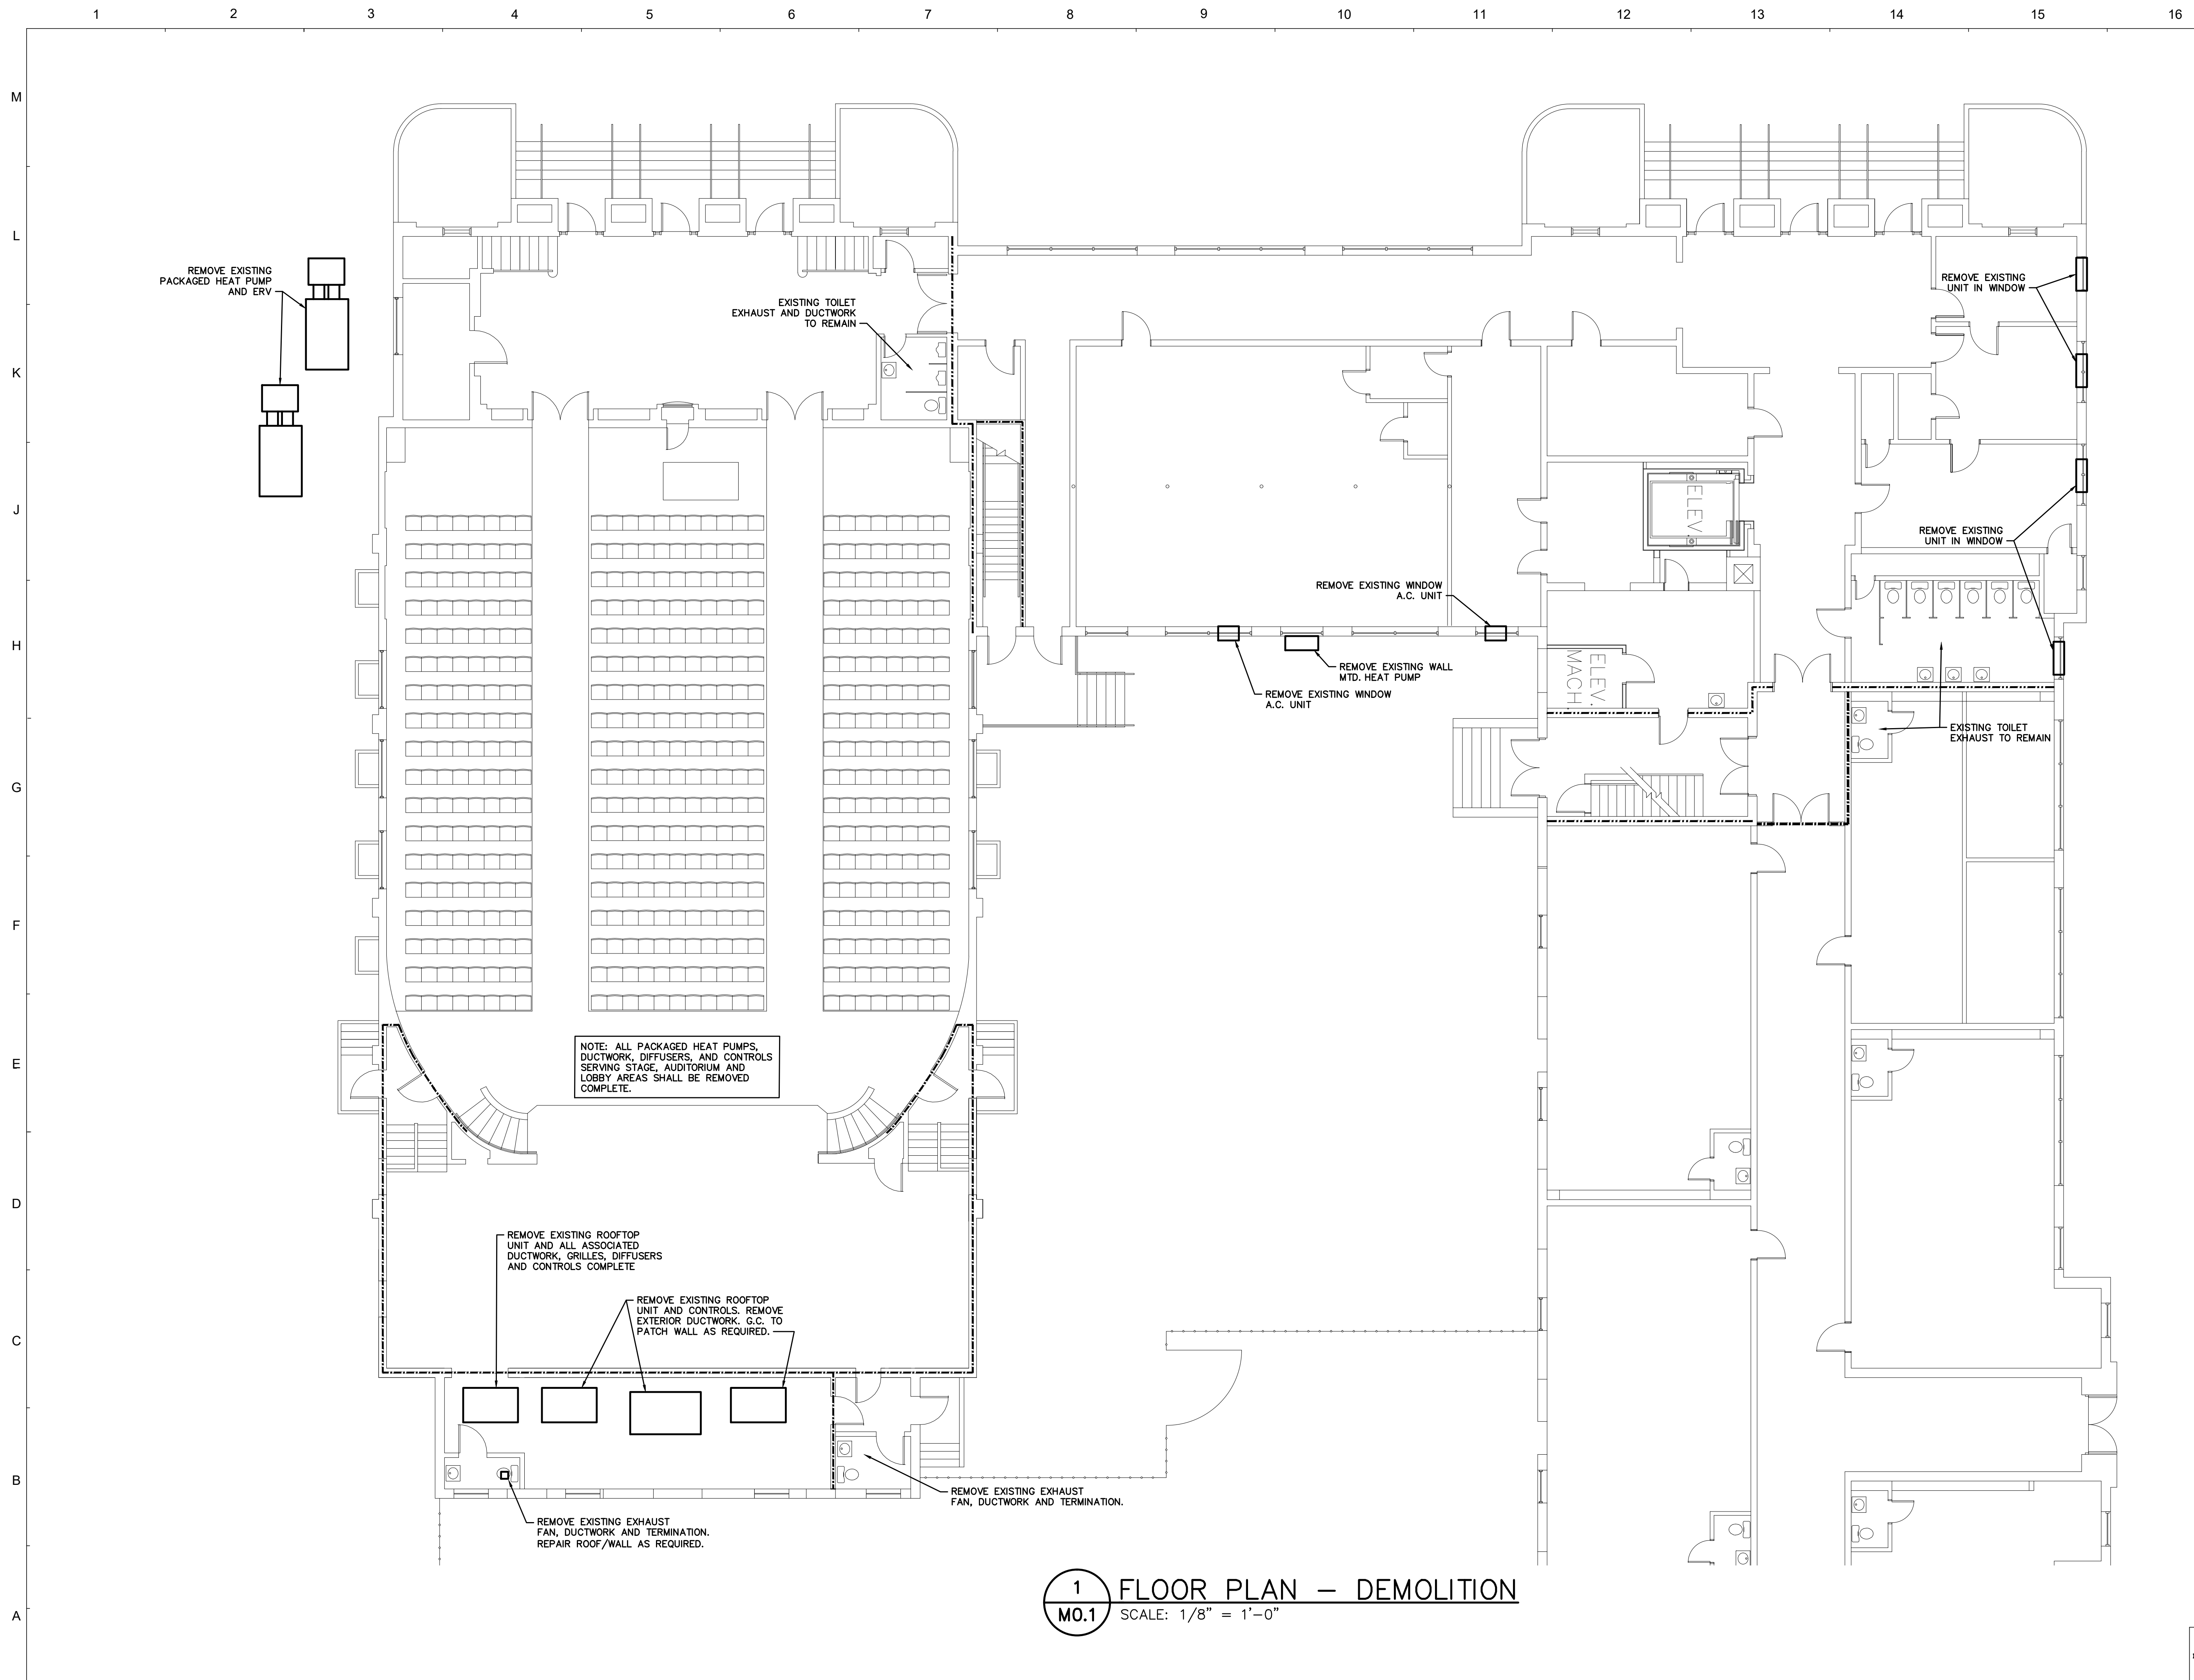 1 2 3 4 5 6 7 8 9 10 11 12 13 14 15 16
M
L
K
J
H
G
F
E
D
C
B
A
REMOVE EXISTING
PACKAGED HEAT PUMP
AND ERV
EXISTING TOILET
EXHAUST AND DUCTWORK
TO REMAIN
REMOVE EXISTING
UNIT IN WINDOW
ELEV.
REMOVE EXISTING
UNIT IN WINDOW
REMOVE EXISTING WINDOW
A.C. UNIT
REMOVE EXISTING WALL
MTD. HEAT PUMP
REMOVE EXISTING WINDOW
A.C. UNIT
ELEV.
MACH.
EXISTING TOILET
EXHAUST TO REMAIN
NOTE: ALL PACKAGED HEAT PUMPS,
DUCTWORK, DIFFUSERS, AND CONTROLS
SERVING STAGE, AUDITORIUM AND
LOBBY AREAS SHALL BE REMOVED
COMPLETE.
REMOVE EXISTING ROOFTOP
UNIT AND ALL ASSOCIATED
DUCTWORK, GRILLES, DIFFUSERS
AND CONTROLS COMPLETE
REMOVE EXISTING ROOFTOP
UNIT AND CONTROLS. REMOVE
EXTERIOR DUCTWORK. G.C. TO
PATCH WALL AS REQUIRED.
REMOVE EXISTING EXHAUST
FAN, DUCTWORK AND TERMINATION.
REMOVE EXISTING EXHAUST
FAN, DUCTWORK AND TERMINATION.
REPAIR ROOF/WALL AS REQUIRED.
1
M0.1
FLOOR PLAN – DEMOLITION
SCALE: 1/8" = 1'-0"